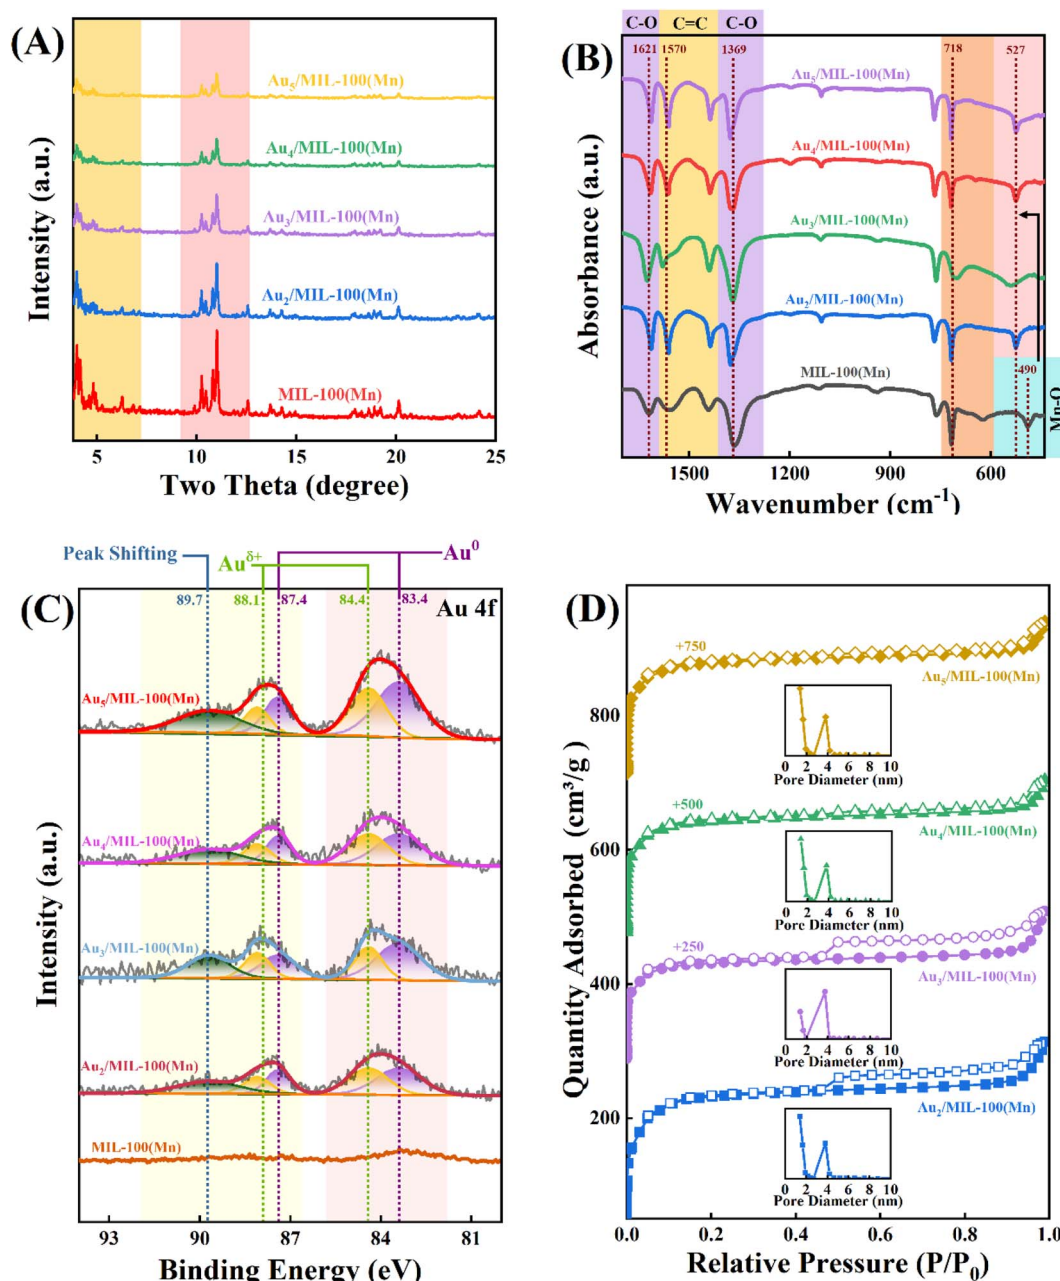 (A)
Au5/MIL-100(Mn)
Au4/MIL-100(Mn)
Au3/MIL-100(Mn)
Au2/MIL-100(Mn)
MIL-100(Mn)
Intensity (a.u.)
5 10 15 20 25
Two Theta (degree)
C-O C=C C-O
(B)
1621 1570 1369 718 527
Au5/MIL-100(Mn)
Au4/MIL-100(Mn)
Au3/MIL-100(Mn)
Au2/MIL-100(Mn)
MIL-100(Mn)
490
Mn-O
Absorbance (a.u.)
1500 1200 900 600
Wavenumber (cm⁻¹)
Peak Shifting Auδ+ Au⁰
(C)
89.7 88.1 87.4 84.4 83.4
Au 4f
Au5/MIL-100(Mn)
Au4/MIL-100(Mn)
Au3/MIL-100(Mn)
Au2/MIL-100(Mn)
MIL-100(Mn)
Intensity (a.u.)
93 90 87 84 81
Binding Energy (eV)
(D)
+750
Au5/MIL-100(Mn)
0 2 4 6 8 10
Pore Diameter (nm)
+500
Au4/MIL-100(Mn)
0 2 4 6 8 10
Pore Diameter (nm)
+250
Au3/MIL-100(Mn)
0 2 4 6 8 10
Pore Diameter (nm)
Au2/MIL-100(Mn)
0 2 4 6 8 10
Pore Diameter (nm)
800
600
400
200
Quantity Adsorbed (cm³/g)
0.0 0.2 0.4 0.6 0.8 1.0
Relative Pressure (P/P₀)